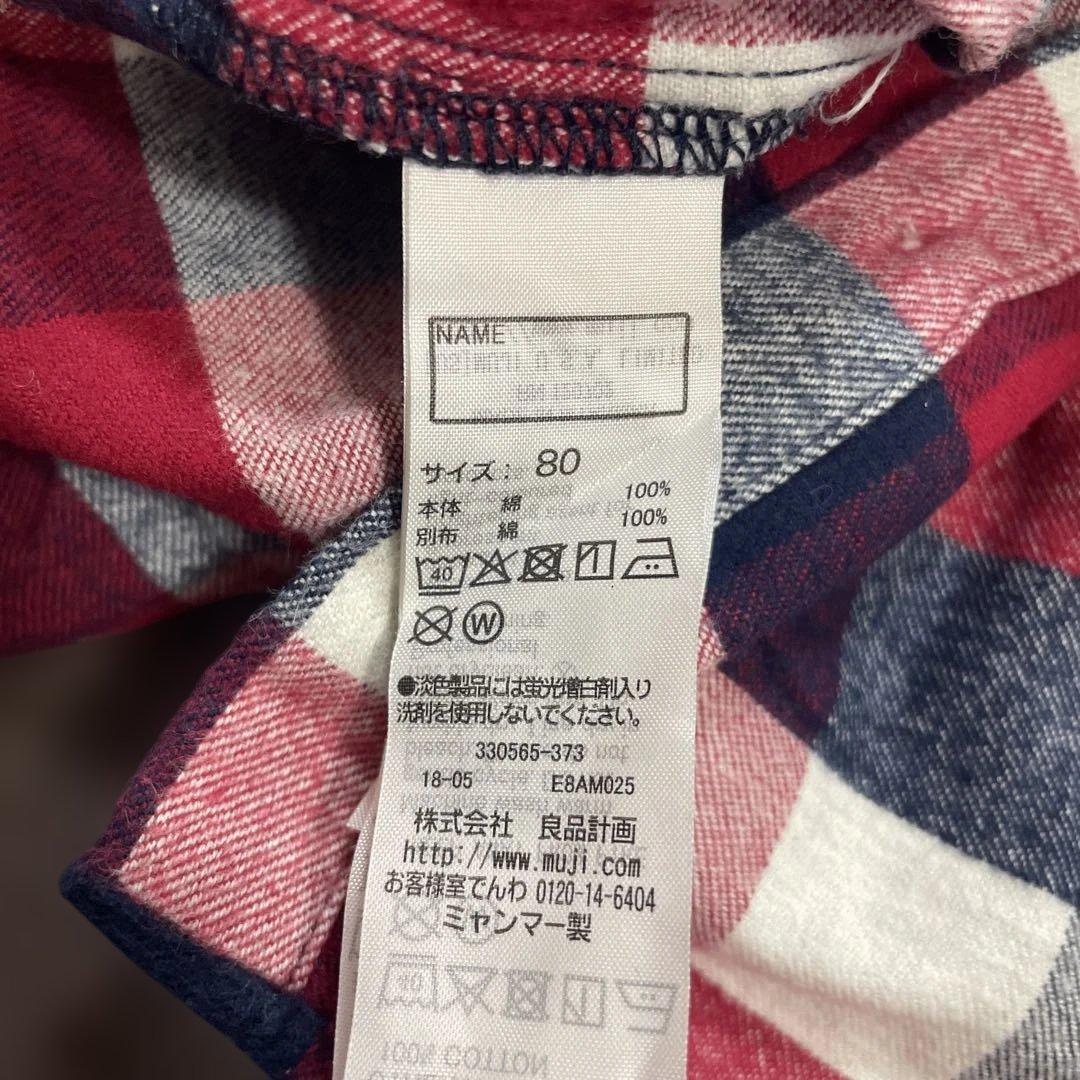 NAME
サイズ: 80
本体 綿 100%
別布 綿 100%
40
W
●淡色製品には蛍光増白剤入り
洗剤を使用しないでください。
330565-373
18-05 E8AM025
株式会社 良品計画
http://www.muji.com
お客様室でんわ 0120-14-6404
ミャンマー製
100% COTTON